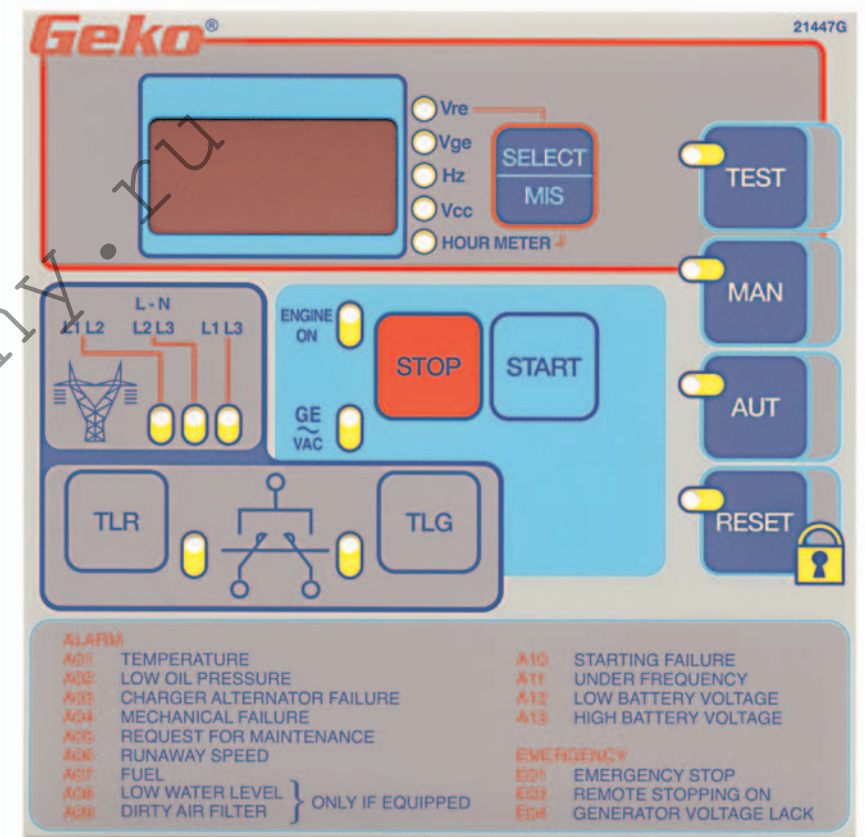 Geko®
21447G
Vre
Vge
Hz
Vcc
HOUR METER
SELECT
MIS
TEST
MAN
AUT
RESET
L-N
L1 L2 L2 L3 L1 L3
ENGINE
ON
GE
~
VAC
STOP
START
TLR
TLG
ALARM
A01 TEMPERATURE
A02 LOW OIL PRESSURE
A03 CHARGER ALTERNATOR FAILURE
A04 MECHANICAL FAILURE
A05 REQUEST FOR MAINTENANCE
A06 RUNAWAY SPEED
A07 FUEL
A08 LOW WATER LEVEL
A09 DIRTY AIR FILTER
ONLY IF EQUIPPED
A10 STARTING FAILURE
A11 UNDER FREQUENCY
A12 LOW BATTERY VOLTAGE
A13 HIGH BATTERY VOLTAGE
EMERGENCY
E01 EMERGENCY STOP
E02 REMOTE STOPPING ON
E04 GENERATOR VOLTAGE LACK
ny.ru